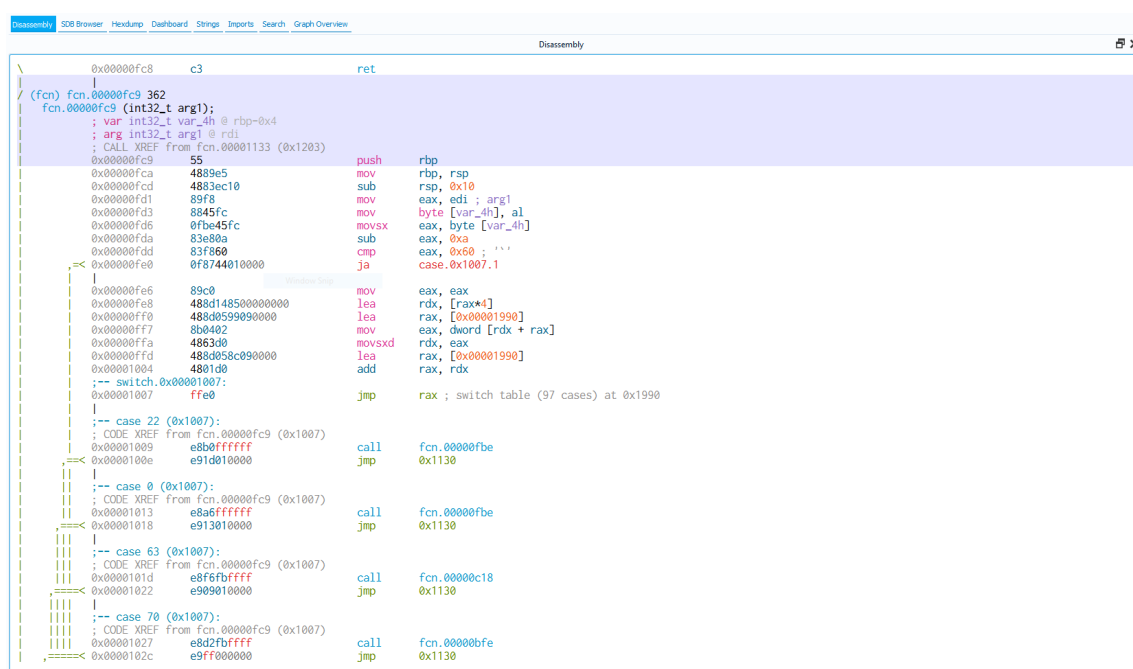 Disassembly SDB Browser Hexdump Dashboard Strings Imports Search Graph Overview
Disassembly
\ 0x00000fc8 c3 ret
|
/ (fcn) fcn.00000fc9 362
| fcn.00000fc9 (int32_t arg1);
| ; var int32_t var_4h @ rbp-0x4
| ; arg int32_t arg1 @ rdi
| ; CALL XREF from fcn.00001133 (0x1203)
| 0x00000fc9 55 push rbp
| 0x00000fca 4889e5 mov rbp, rsp
| 0x00000fcd 4883ec10 sub rsp, 0x10
| 0x00000fd1 89f8 mov eax, edi ; arg1
| 0x00000fd3 8845fc mov byte [var_4h], al
| 0x00000fd6 0fbe45fc movsx eax, byte [var_4h]
| 0x00000fda 83e80a sub eax, 0xa
| 0x00000fdd 83f860 cmp eax, 0x60 ; '`'
| ,=< 0x00000fe0 0f8744010000 ja case.0x1007.1
| | |
| | 0x00000fe6 89c0 mov eax, eax
| | 0x00000fe8 488d148500000000 lea rdx, [rax*4]
| | 0x00000ff0 488d0599090000 lea rax, [0x00001990]
| | 0x00000ff7 8b0402 mov eax, dword [rdx + rax]
| | 0x00000ffa 4863d0 movsxd rdx, eax
| | 0x00000ffd 488d058c090000 lea rax, [0x00001990]
| | 0x00001004 4801d0 add rax, rdx
| | ;-- switch.0x00001007:
| | 0x00001007 ffe0 jmp rax ; switch table (97 cases) at 0x1990
| | |
| | ;-- case 22 (0x1007):
| | ; CODE XREF from fcn.00000fc9 (0x1007)
| | 0x00001009 e8b0ffffff call fcn.00000fbe
| ,==< 0x0000100e e91d010000 jmp 0x1130
| || |
| || ;-- case 0 (0x1007):
| || ; CODE XREF from fcn.00000fc9 (0x1007)
| || 0x00001013 e8a6ffffff call fcn.00000fbe
| ,===< 0x00001018 e913010000 jmp 0x1130
| ||| |
| ||| ;-- case 63 (0x1007):
| ||| ; CODE XREF from fcn.00000fc9 (0x1007)
| ||| 0x0000101d e8f6fbffff call fcn.00000c18
| ,====< 0x00001022 e909010000 jmp 0x1130
| |||| |
| |||| ;-- case 70 (0x1007):
| |||| ; CODE XREF from fcn.00000fc9 (0x1007)
| |||| 0x00001027 e8d2fbffff call fcn.00000bfe
| ,=====< 0x0000102c e9ff000000 jmp 0x1130